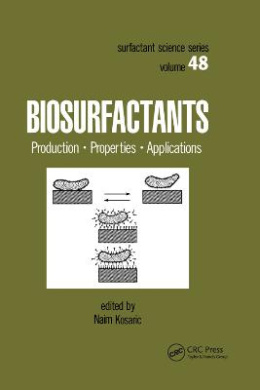 surfactant science series
volume 48
BIOSURFACTANTS
Production • Properties • Applications
edited by
Naim Kosaric
CRC Press
Taylor & Francis Group